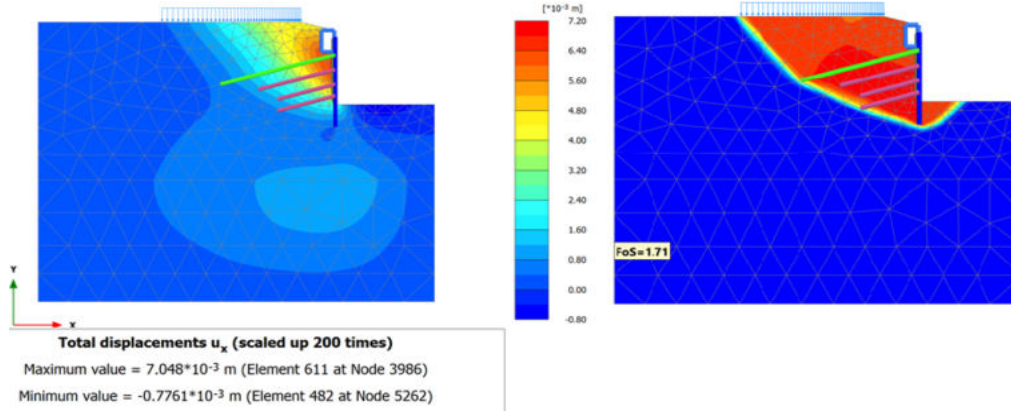 [*10⁻³ m]
7.20
6.40
5.60
4.80
4.00
3.20
2.40
1.60
0.80
0.00
-0.80
FoS=1.71
Y
X
Total displacements uₓ (scaled up 200 times)
Maximum value = 7.048*10⁻³ m (Element 611 at Node 3986)
Minimum value = -0.7761*10⁻³ m (Element 482 at Node 5262)